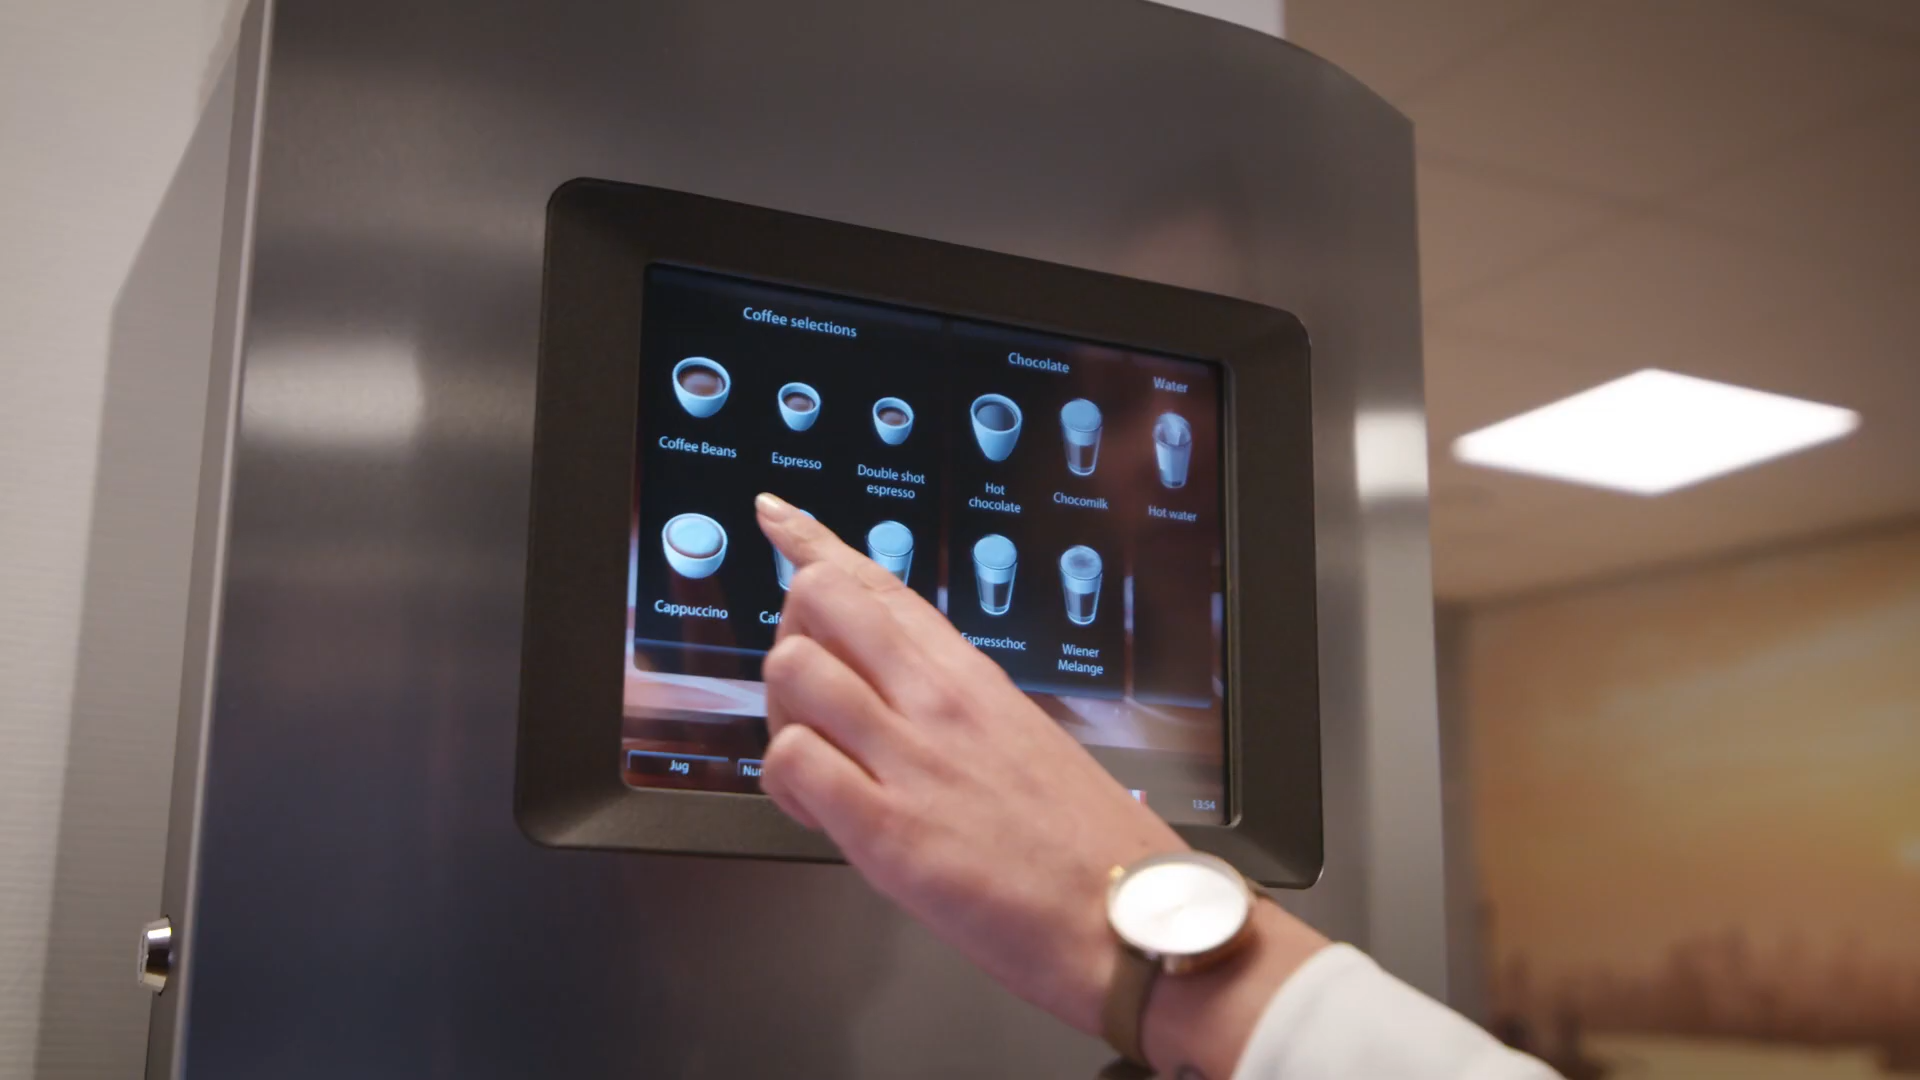 Coffee selections
Chocolate
Water
Coffee Beans
Espresso
Double shot
espresso
Hot
chocolate
Chocomilk
Hot water
Cappuccino
Espresschoc
Wiener
Melange
Jug
13:54